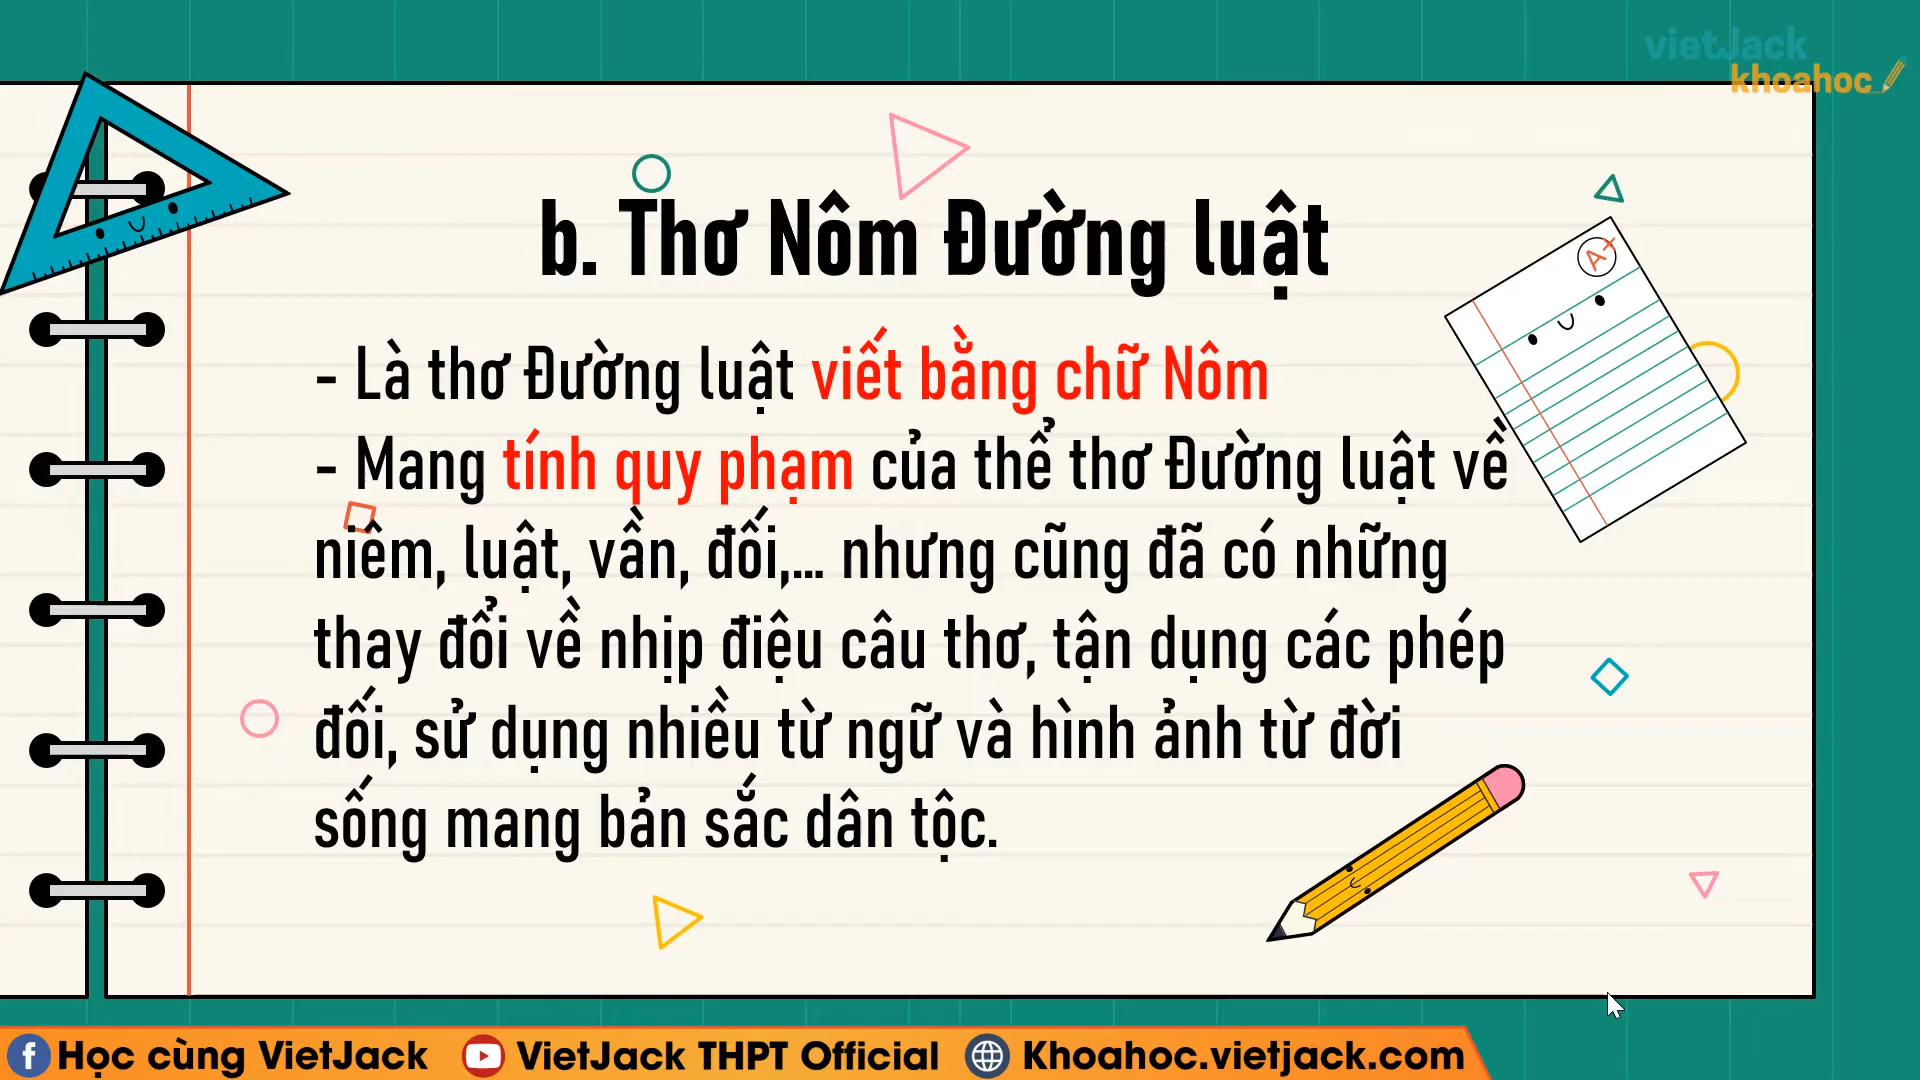 vietJack
khoahoc
A+
b. Thơ Nôm Đường luật
- Là thơ Đường luật viết bằng chữ Nôm
- Mang tính quy phạm của thể thơ Đường luật về
niêm, luật, vần, đối,... nhưng cũng đã có những
thay đổi về nhịp điệu câu thơ, tận dụng các phép
đối, sử dụng nhiều từ ngữ và hình ảnh từ đời
sống mang bản sắc dân tộc.
Học cùng VietJack VietJack THPT Official Khoahoc.vietjack.com